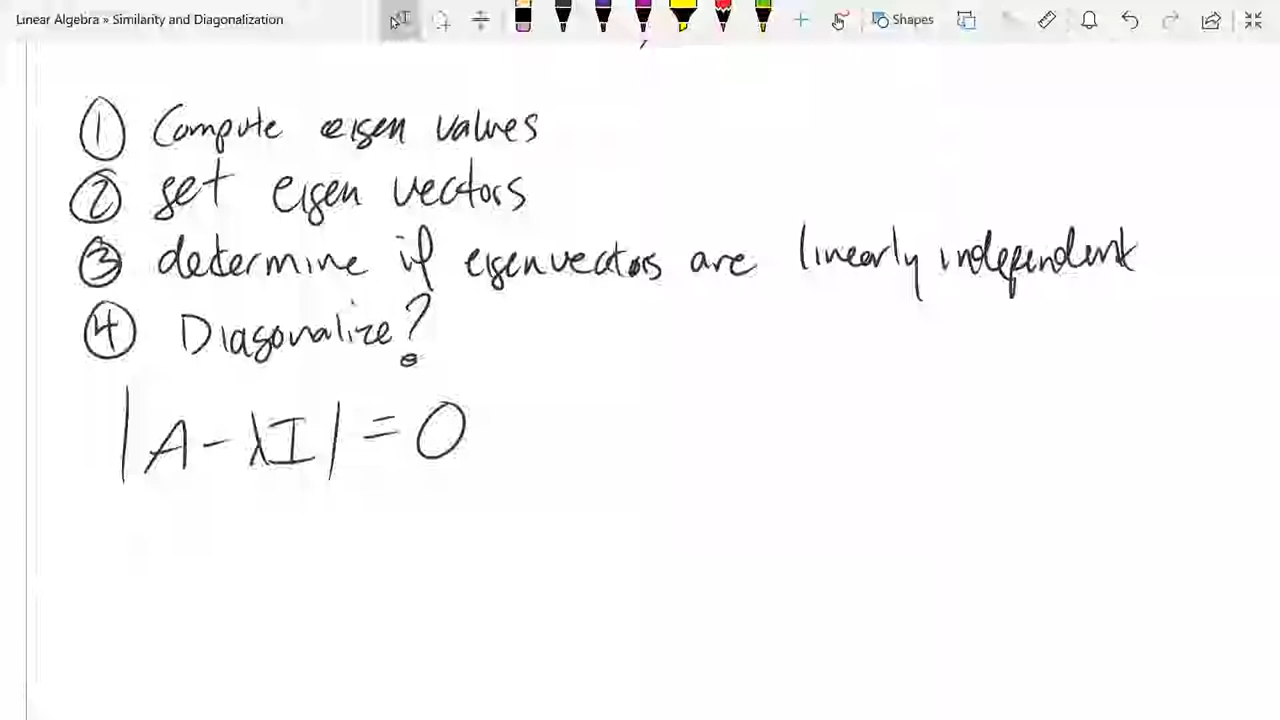 Linear Algebra » Similarity and Diagonalization
Shapes
① Compute eigen values
② get eigen vectors
③ determine if eigenvectors are linearly independent
④ Diagonalize?
|A-λI|=0